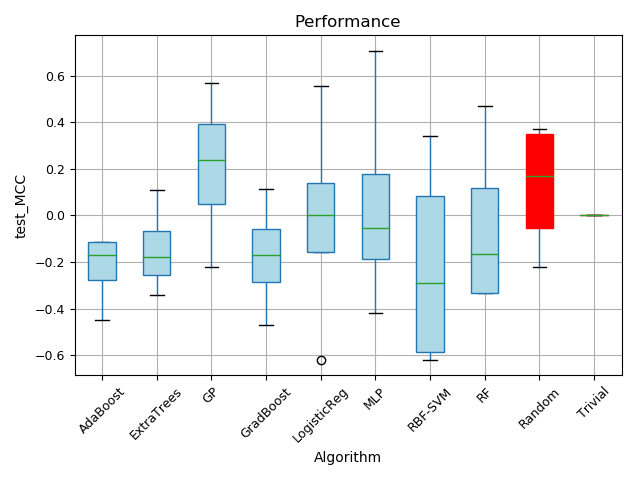 Performance
test_MCC
0.6
0.4
0.2
0.0
−0.2
−0.4
−0.6
AdaBoost
ExtraTrees
GP
GradBoost
LogisticReg
MLP
RBF-SVM
RF
Random
Trivial
Algorithm